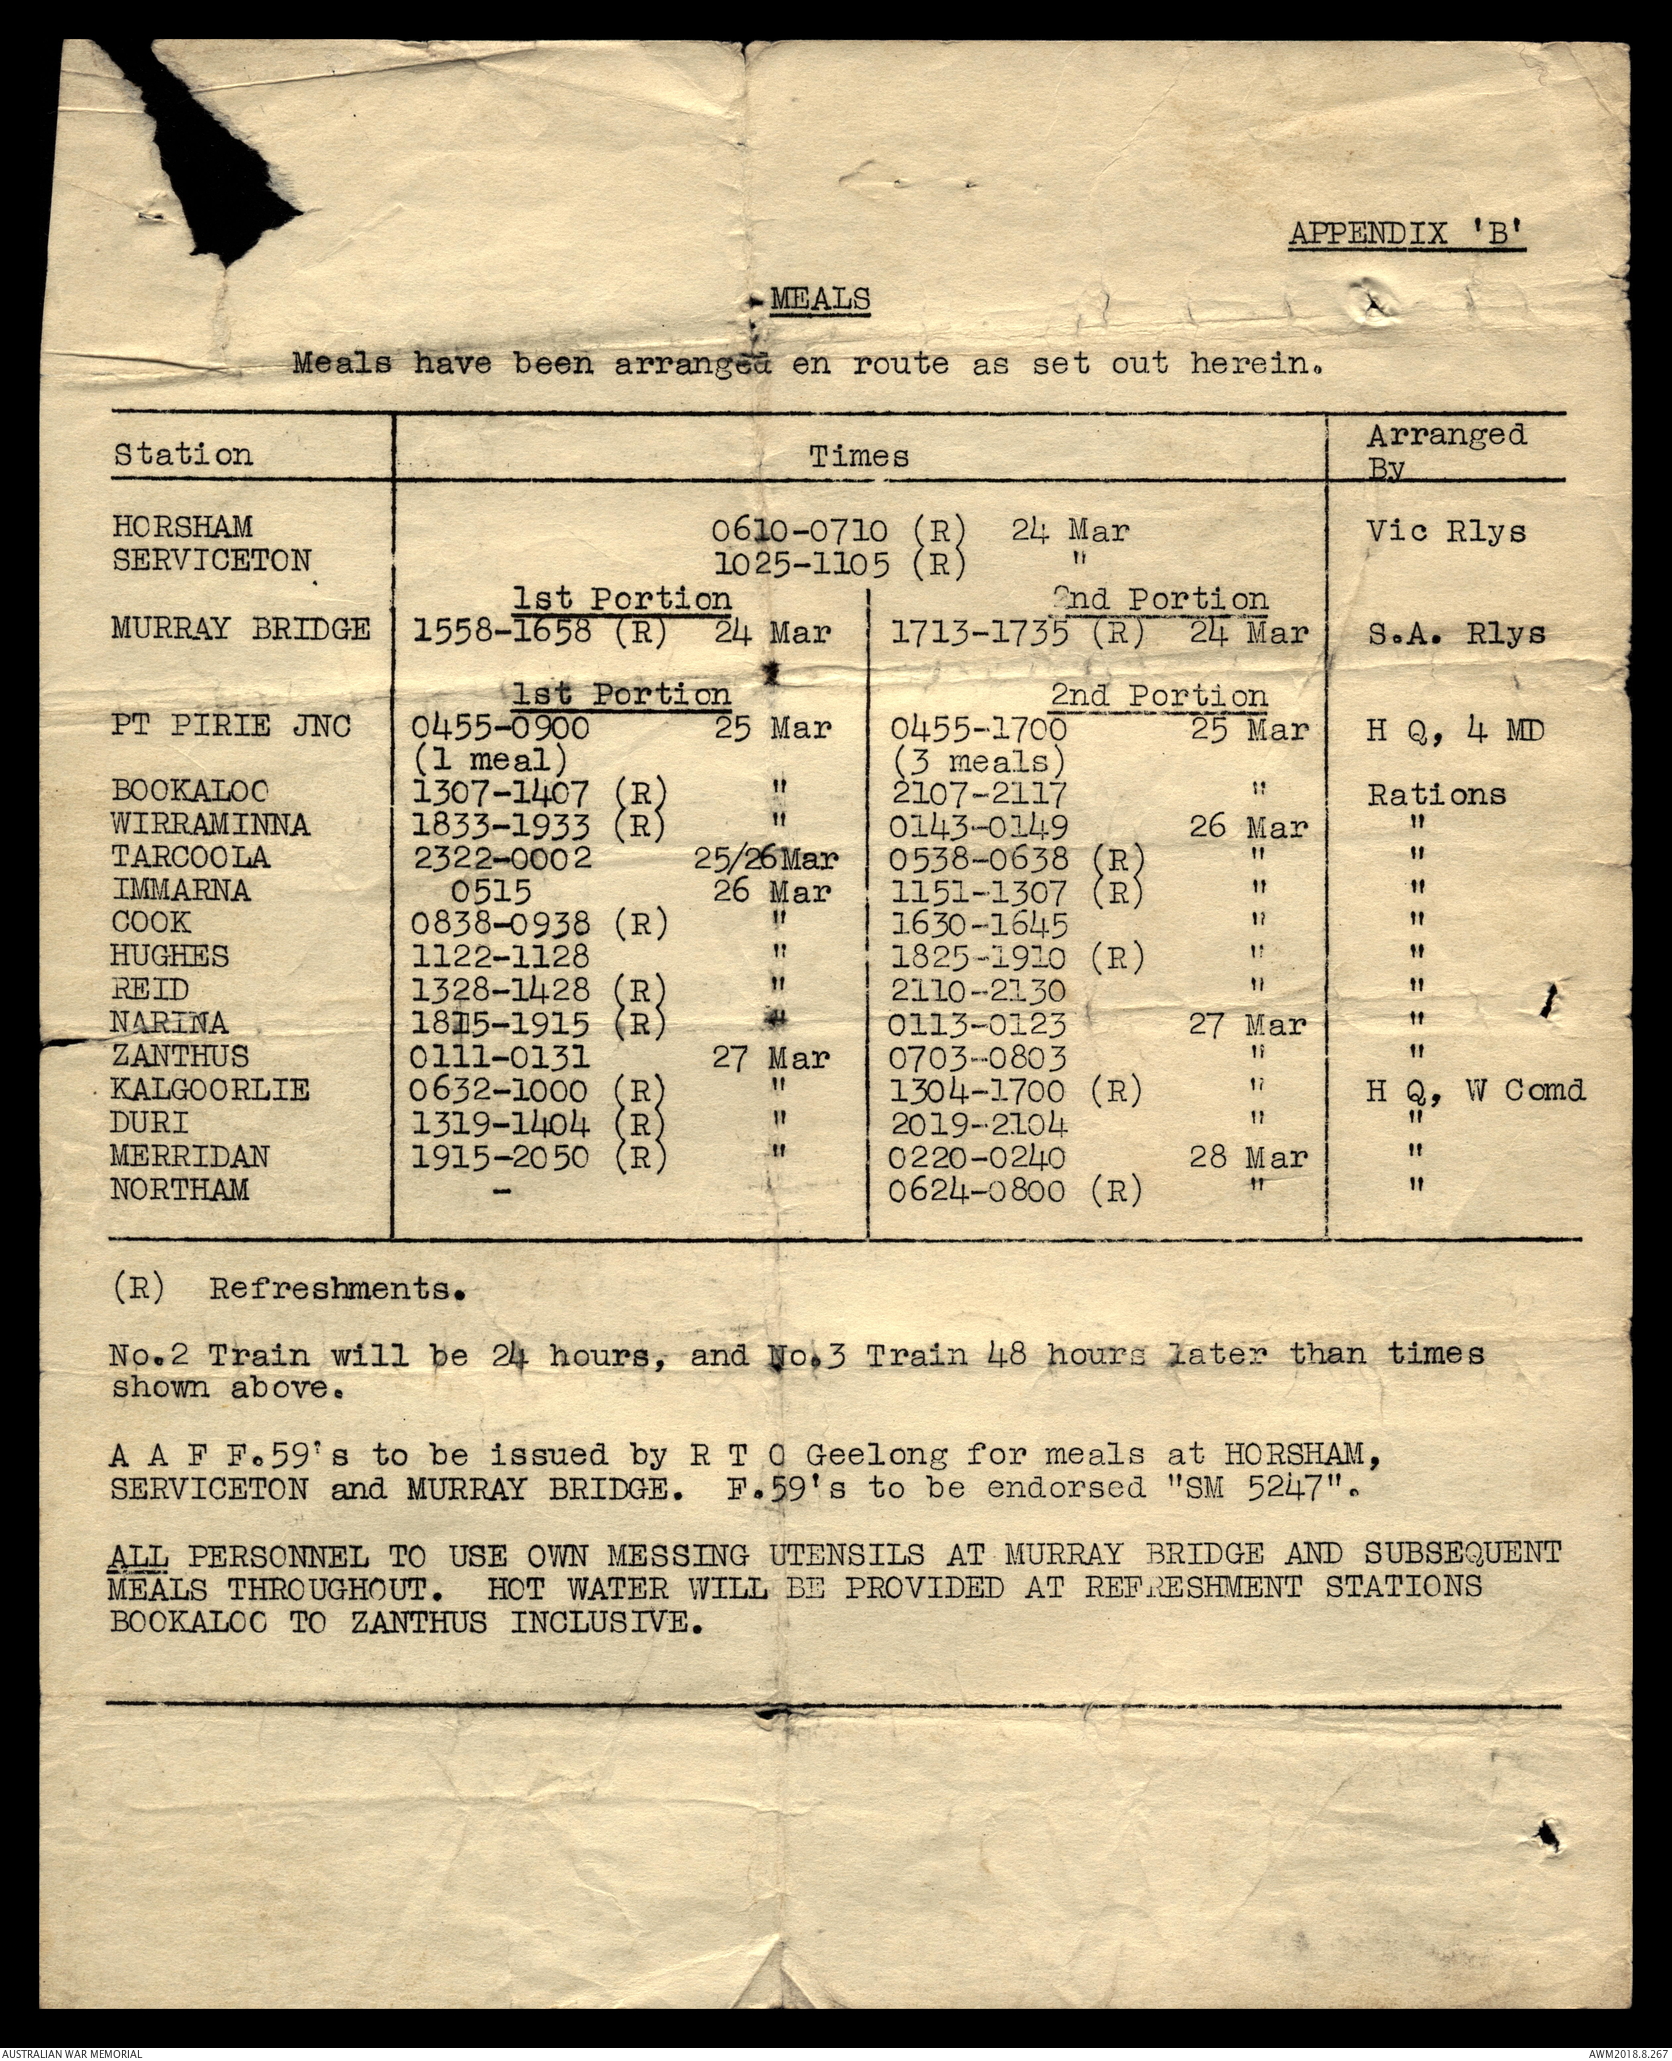 APPENDIX 'B'
MEALS
Meals have been arranged en route as set out herein.
Station Times Arranged By
HORSHAM 0610-0710 (R) 24 Mar Vic Rlys
SERVICETON 1025-1105 (R) "
1st Portion 2nd Portion
MURRAY BRIDGE 1558-1658 (R) 24 Mar 1713-1735 (R) 24 Mar S.A. Rlys
1st Portion 2nd Portion
PT PIRIE JNC 0455-0900 25 Mar 0455-1700 25 Mar H Q, 4 MD
(1 meal) (3 meals)
BOOKALOO 1307-1407 (R) " 2107-2117 " Rations
WIRRAMINNA 1833-1933 (R) " 0143-0149 26 Mar "
TARCOOLA 2322-0002 25/26Mar 0538-0638 (R) " "
IMMARNA 0515 26 Mar 1151-1307 (R) " "
COOK 0838-0938 (R) " 1630-1645 " "
HUGHES 1122-1128 " 1825-1910 (R) " "
REID 1328-1428 (R) " 2110-2130 " "
NARINA 1815-1915 (R) " 0113-0123 27 Mar "
ZANTHUS 0111-0131 27 Mar 0703-0803 " "
KALGOORLIE 0632-1000 (R) " 1304-1700 (R) " H Q, W Comd
DURI 1319-1404 (R) " 2019-2104 " "
MERRIDAN 1915-2050 (R) " 0220-0240 28 Mar "
NORTHAM - 0624-0800 (R) " "
(R) Refreshments.
No.2 Train will be 24 hours, and No.3 Train 48 hours later than times
shown above.
A A F F.59's to be issued by R T O Geelong for meals at HORSHAM,
SERVICETON and MURRAY BRIDGE. F.59's to be endorsed "SM 5247".
ALL PERSONNEL TO USE OWN MESSING UTENSILS AT MURRAY BRIDGE AND SUBSEQUENT
MEALS THROUGHOUT. HOT WATER WILL BE PROVIDED AT REFRESHMENT STATIONS
BOOKALOO TO ZANTHUS INCLUSIVE.
AUSTRALIAN WAR MEMORIAL AWM2018.8.267